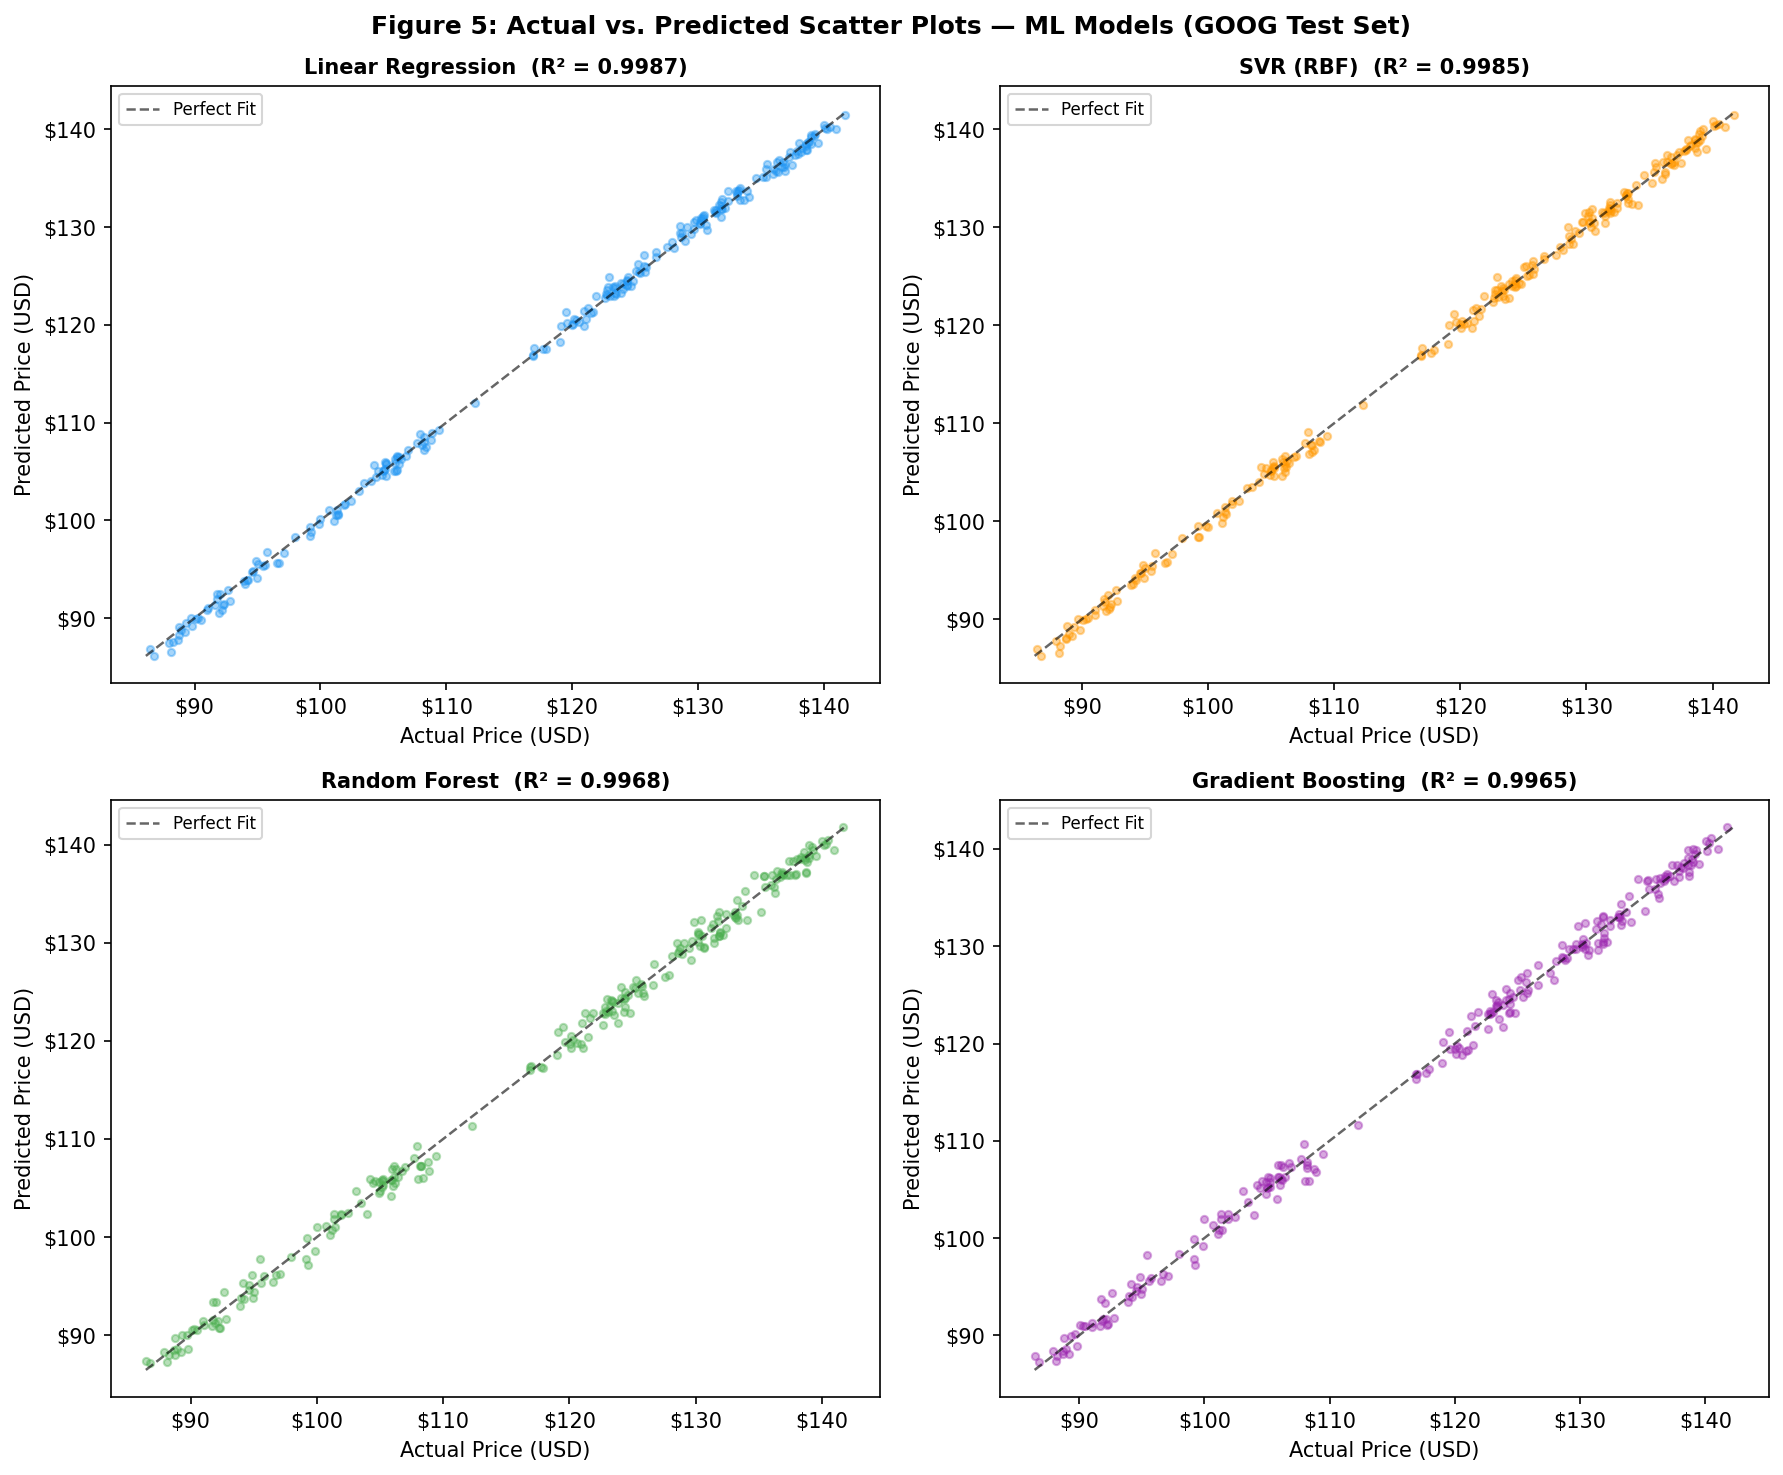 Figure 5: Actual vs. Predicted Scatter Plots — ML Models (GOOG Test Set)
Linear Regression (R² = 0.9987)
Perfect Fit
$140
$130
$120
$110
$100
$90
Predicted Price (USD)
$90 $100 $110 $120 $130 $140
Actual Price (USD)
SVR (RBF) (R² = 0.9985)
Perfect Fit
$140
$130
$120
$110
$100
$90
Predicted Price (USD)
$90 $100 $110 $120 $130 $140
Actual Price (USD)
Random Forest (R² = 0.9968)
Perfect Fit
$140
$130
$120
$110
$100
$90
Predicted Price (USD)
$90 $100 $110 $120 $130 $140
Actual Price (USD)
Gradient Boosting (R² = 0.9965)
Perfect Fit
$140
$130
$120
$110
$100
$90
Predicted Price (USD)
$90 $100 $110 $120 $130 $140
Actual Price (USD)